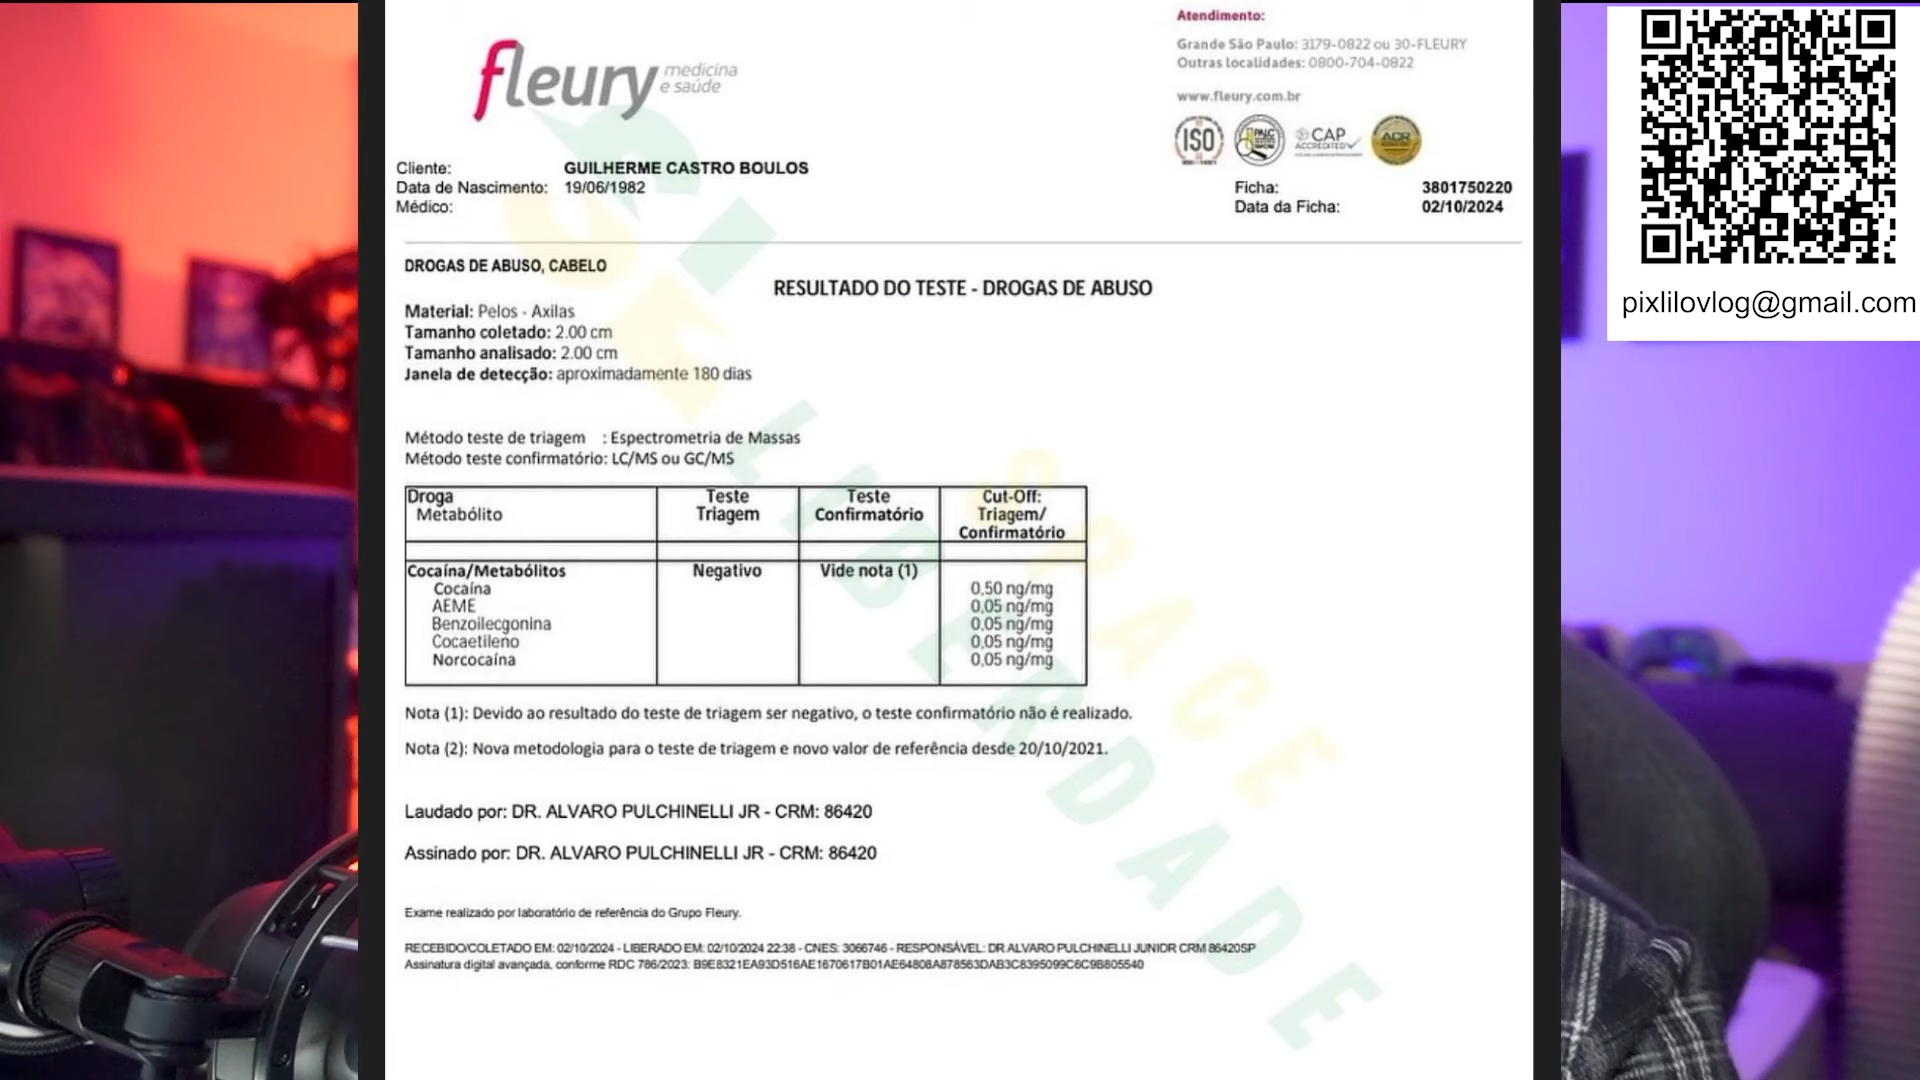 Atendimento:
Grande São Paulo: 3179-0822 ou 30-FLEURY
Outras localidades: 0800-704-0822
www.fleury.com.br
fleury medicina e saúde
ISO
PALC
CAP
ACCREDITED
ACR
Cliente: GUILHERME CASTRO BOULOS
Data de Nascimento: 19/06/1982
Médico:
Ficha: 3801750220
Data da Ficha: 02/10/2024
pixlilovlog@gmail.com
DROGAS DE ABUSO, CABELO
RESULTADO DO TESTE - DROGAS DE ABUSO
Material: Pelos - Axilas
Tamanho coletado: 2.00 cm
Tamanho analisado: 2.00 cm
Janela de detecção: aproximadamente 180 dias
Método teste de triagem : Espectrometria de Massas
Método teste confirmatório: LC/MS ou GC/MS
Droga Metabólito Teste Triagem Teste Confirmatório Cut-Off: Triagem/ Confirmatório
Cocaína/Metabólitos Negativo Vide nota (1)
Cocaína 0,50 ng/mg
AEME 0,05 ng/mg
Benzoilecgonina 0,05 ng/mg
Cocaetileno 0,05 ng/mg
Norcocaína 0,05 ng/mg
Nota (1): Devido ao resultado do teste de triagem ser negativo, o teste confirmatório não é realizado.
Nota (2): Nova metodologia para o teste de triagem e novo valor de referência desde 20/10/2021.
Laudado por: DR. ALVARO PULCHINELLI JR - CRM: 86420
Assinado por: DR. ALVARO PULCHINELLI JR - CRM: 86420
Exame realizado por laboratório de referência do Grupo Fleury.
RECEBIDO/COLETADO EM: 02/10/2024 - LIBERADO EM: 02/10/2024 22:38 - CNES: 3066746 - RESPONSÁVEL: DR ALVARO PULCHINELLI JUNIOR CRM 86420SP
Assinatura digital avançada, conforme RDC 786/2023: B9E8321EA93D516AE1670617B01AE64808A878563DAB3C8395099C6C9B805540
LIBERDADE